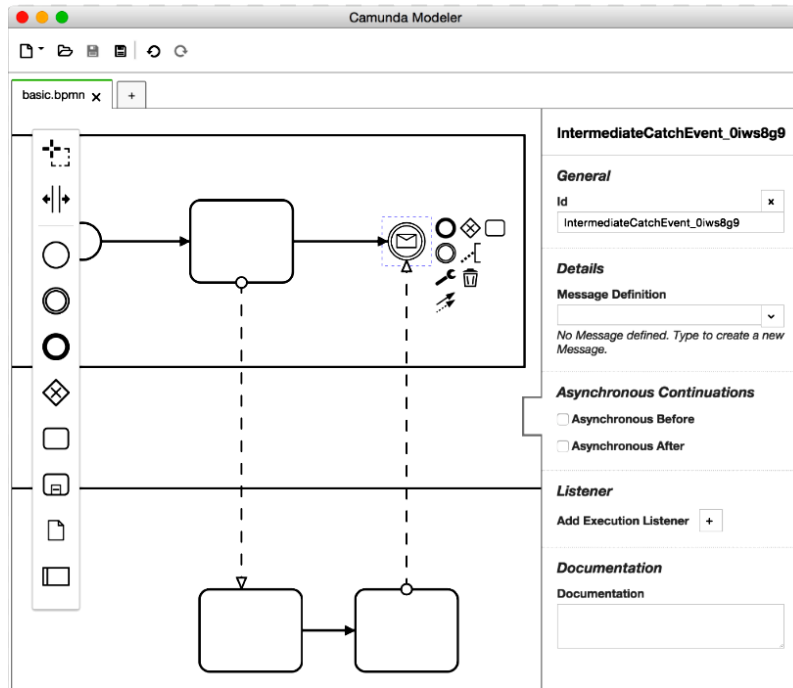 Camunda Modeler
basic.bpmn x
+
IntermediateCatchEvent_0iws8g9
General
Id
x
IntermediateCatchEvent_0iws8g9
Details
Message Definition
No Message defined. Type to create a new
Message.
Asynchronous Continuations
Asynchronous Before
Asynchronous After
Listener
Add Execution Listener +
Documentation
Documentation